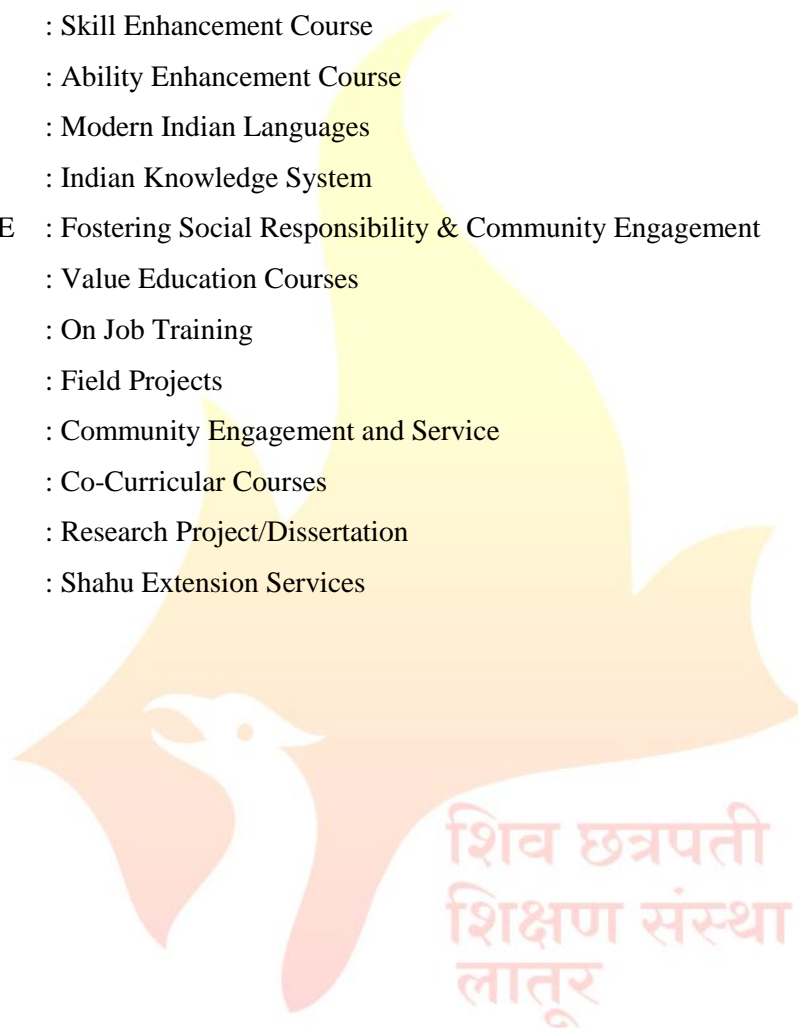 : Skill Enhancement Course
: Ability Enhancement Course
: Modern Indian Languages
: Indian Knowledge System
E : Fostering Social Responsibility & Community Engagement
: Value Education Courses
: On Job Training
: Field Projects
: Community Engagement and Service
: Co-Curricular Courses
: Research Project/Dissertation
: Shahu Extension Services
शिव छत्रपती
शिक्षण संस्था
लातूर